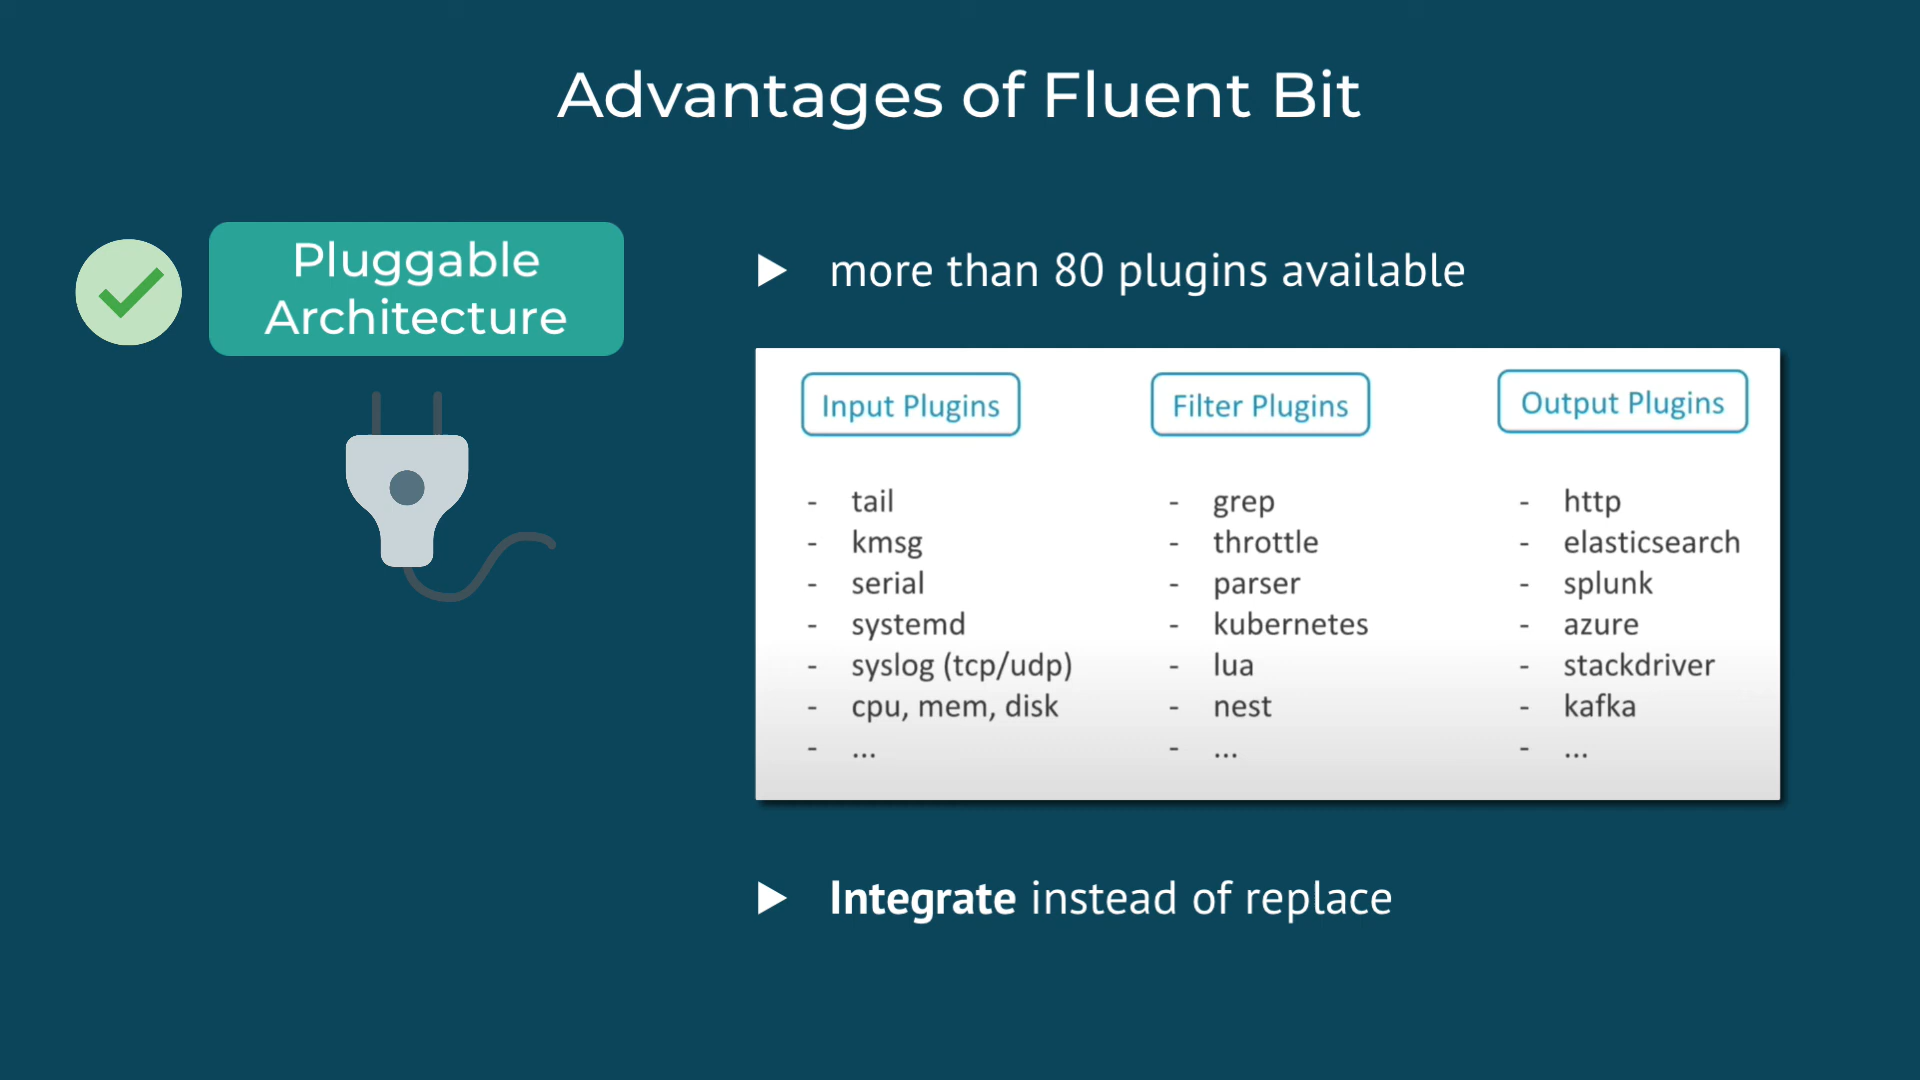 Advantages of Fluent Bit
Pluggable
Architecture
▶ more than 80 plugins available
Input Plugins
- tail
- kmsg
- serial
- systemd
- syslog (tcp/udp)
- cpu, mem, disk
- ...
Filter Plugins
- grep
- throttle
- parser
- kubernetes
- lua
- nest
- ...
Output Plugins
- http
- elasticsearch
- splunk
- azure
- stackdriver
- kafka
- ...
▶ Integrate instead of replace